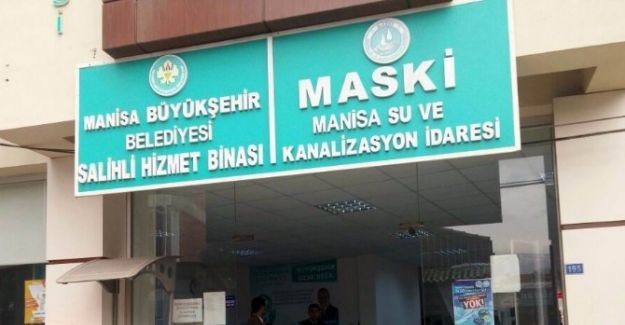 MANİSA BÜYÜKŞEHİR
BELEDİYESİ
SALİHLİ HİZMET BİNASI
MASKİ
MANİSA SU VE
KANALİZASYON İDARESİ
BÜYÜKŞEHİR
YOK!